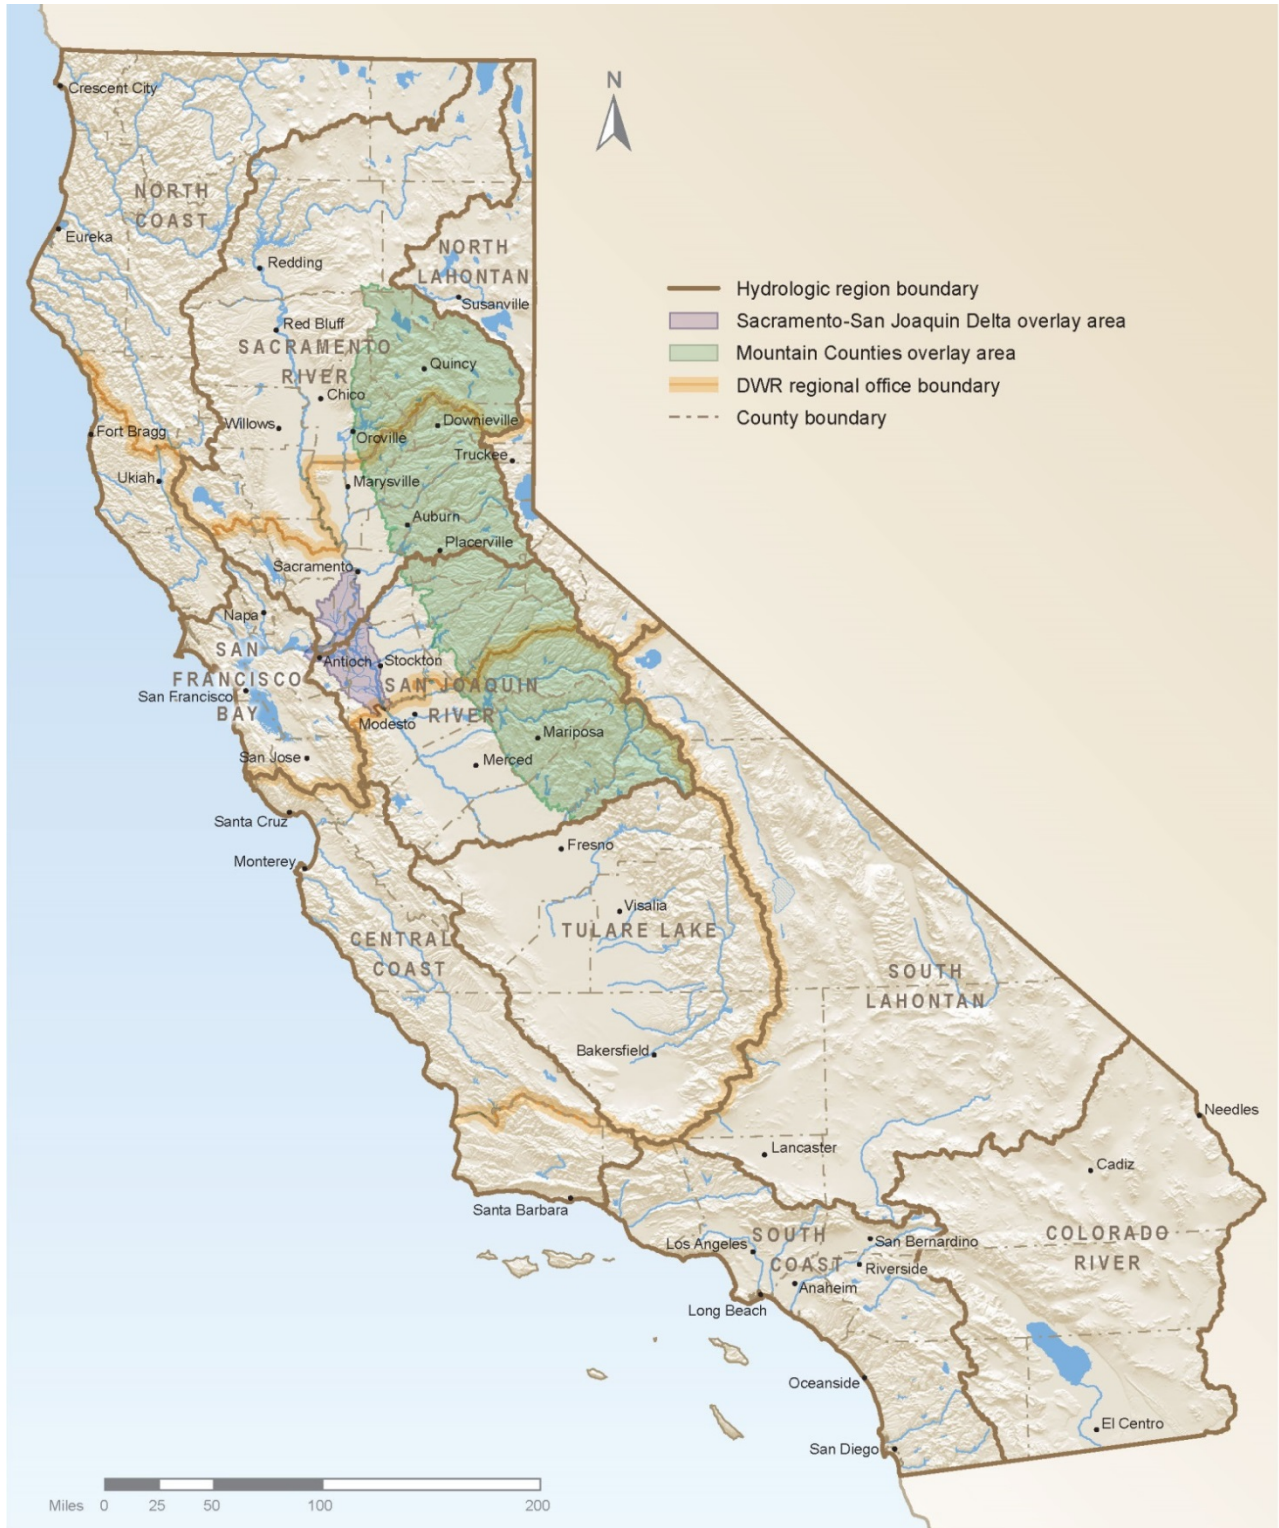 N
Crescent City
NORTH
COAST
Eureka
Redding
NORTH
LAHONTAN
Susanville
Hydrologic region boundary
Sacramento-San Joaquin Delta overlay area
Mountain Counties overlay area
DWR regional office boundary
County boundary
Red Bluff
SACRAMENTO
RIVER
Quincy
Chico
Willows
Downieville
Fort Bragg
Oroville
Truckee
Ukiah
Marysville
Auburn
Placerville
Sacramento
Napa
SAN
FRANCISCO
BAY
Antioch
Stockton
San Francisco
SAN JOAQUIN
RIVER
Modesto
Mariposa
San Jose
Merced
Santa Cruz
Fresno
Monterey
Visalia
TULARE LAKE
CENTRAL
COAST
SOUTH
LAHONTAN
Bakersfield
Needles
Lancaster
Cadiz
Santa Barbara
SOUTH
COAST
Los Angeles
San Bernardino
COLORADO
RIVER
Riverside
Anaheim
Long Beach
Oceanside
El Centro
San Diego
Miles 0 25 50 100 200